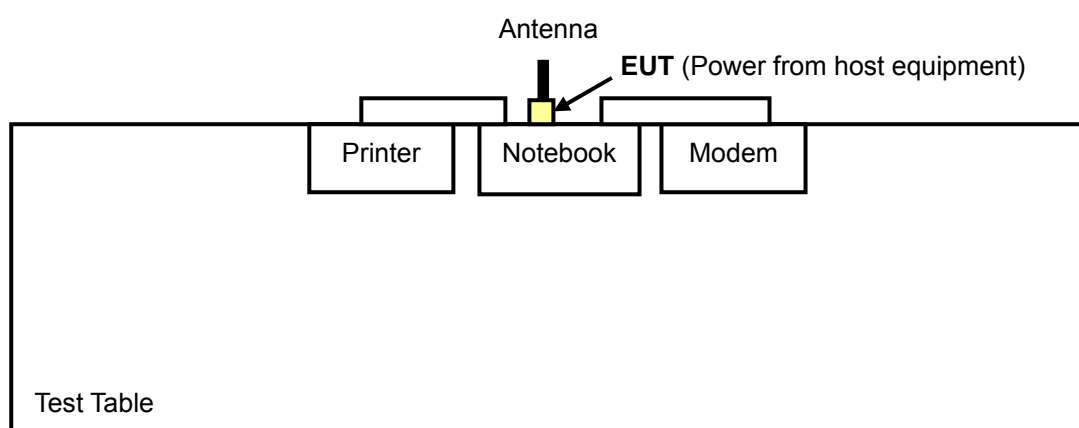 Antenna
EUT (Power from host equipment)
Printer
Notebook
Modem
Test Table